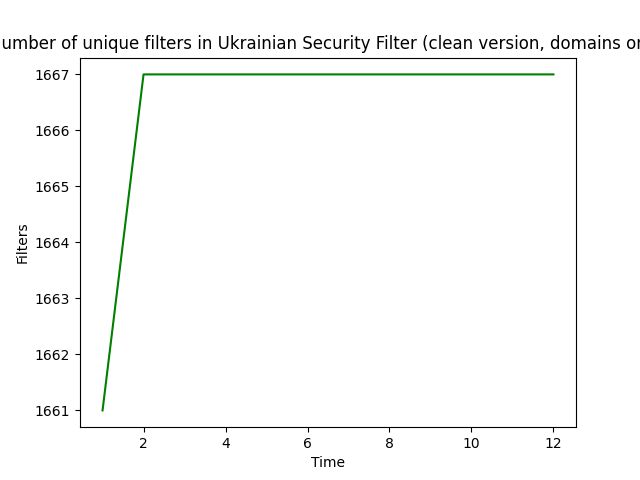 umber of unique filters in Ukrainian Security Filter (clean version, domains or
1667
1666
1665
1664
1663
1662
1661
Filters
2 4 6 8 10 12
Time